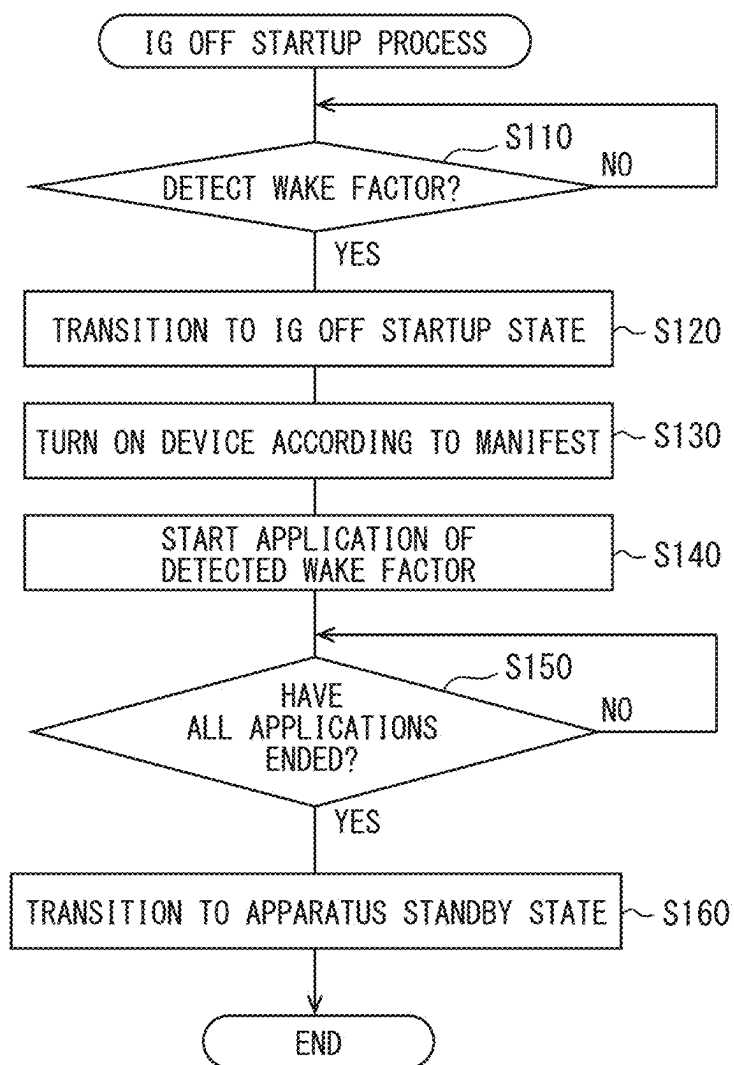 IG OFF STARTUP PROCESS
S110
DETECT WAKE FACTOR?
NO
YES
TRANSITION TO IG OFF STARTUP STATE
S120
TURN ON DEVICE ACCORDING TO MANIFEST
S130
START APPLICATION OF
DETECTED WAKE FACTOR
S140
S150
HAVE
ALL APPLICATIONS
ENDED?
NO
YES
TRANSITION TO APPARATUS STANDBY STATE
S160
END